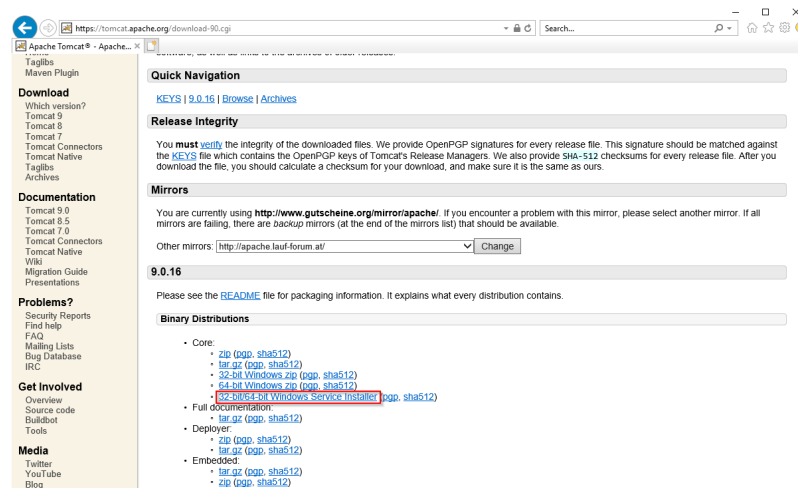 https://tomcat.apache.org/download-90.cgi
Search...
Apache Tomcat® - Apache...
Taglibs
Maven Plugin
Download
Which version?
Tomcat 9
Tomcat 8
Tomcat 7
Tomcat Connectors
Tomcat Native
Taglibs
Archives
Documentation
Tomcat 9.0
Tomcat 8.5
Tomcat 7.0
Tomcat Connectors
Tomcat Native
Wiki
Migration Guide
Presentations
Problems?
Security Reports
Find help
FAQ
Mailing Lists
Bug Database
IRC
Get Involved
Overview
Source code
Buildbot
Tools
Media
Twitter
YouTube
Blog
Quick Navigation
KEYS | 9.0.16 | Browse | Archives
Release Integrity
You must verify the integrity of the downloaded files. We provide OpenPGP signatures for every release file. This signature should be matched against
the KEYS file which contains the OpenPGP keys of Tomcat's Release Managers. We also provide SHA-512 checksums for every release file. After you
download the file, you should calculate a checksum for your download, and make sure it is the same as ours.
Mirrors
You are currently using http://www.gutscheine.org/mirror/apache/. If you encounter a problem with this mirror, please select another mirror. If all
mirrors are failing, there are backup mirrors (at the end of the mirrors list) that should be available.
Other mirrors: http://apache.lauf-forum.at/ Change
9.0.16
Please see the README file for packaging information. It explains what every distribution contains.
Binary Distributions
• Core:
◦ zip (pgp, sha512)
◦ tar.gz (pgp, sha512)
◦ 32-bit Windows zip (pgp, sha512)
◦ 64-bit Windows zip (pgp, sha512)
◦ 32-bit/64-bit Windows Service Installer (pgp, sha512)
• Full documentation:
◦ tar.gz (pgp, sha512)
• Deployer:
◦ zip (pgp, sha512)
◦ tar.gz (pgp, sha512)
• Embedded:
◦ tar.gz (pgp, sha512)
◦ zip (pgp, sha512)